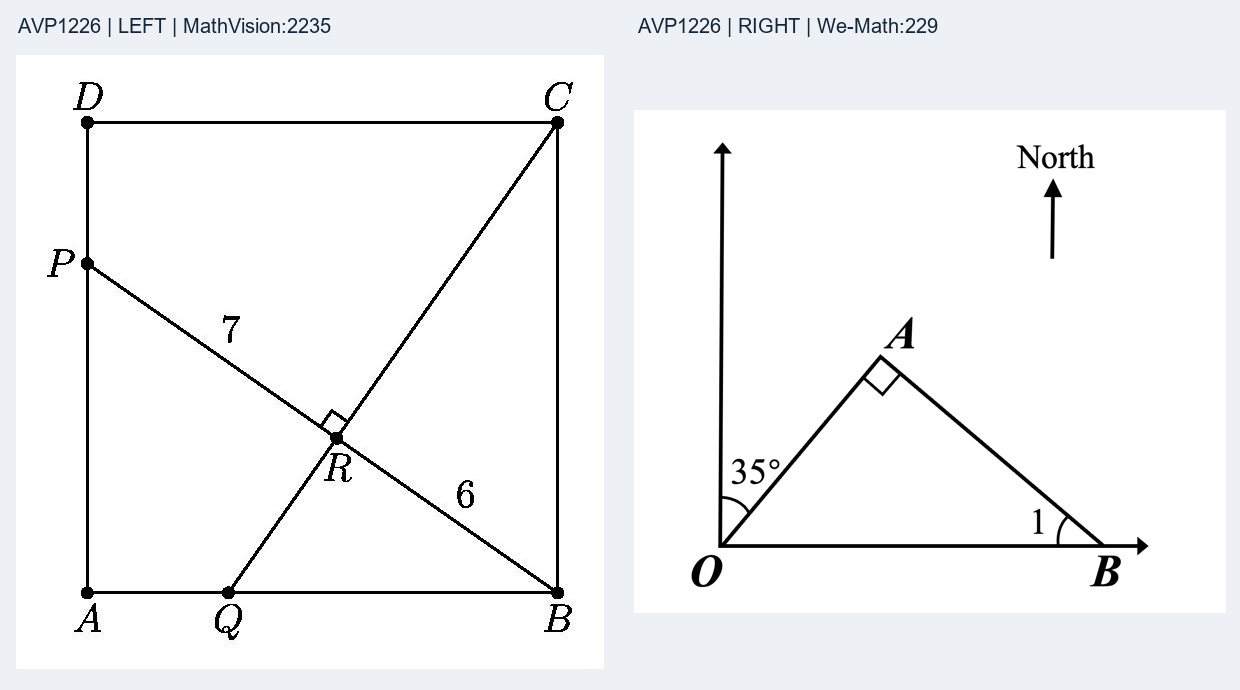 AVP1226 | LEFT | MathVision:2235
D
C
P
7
R
6
A
Q
B
AVP1226 | RIGHT | We-Math:229
North
A
35°
1
O
B